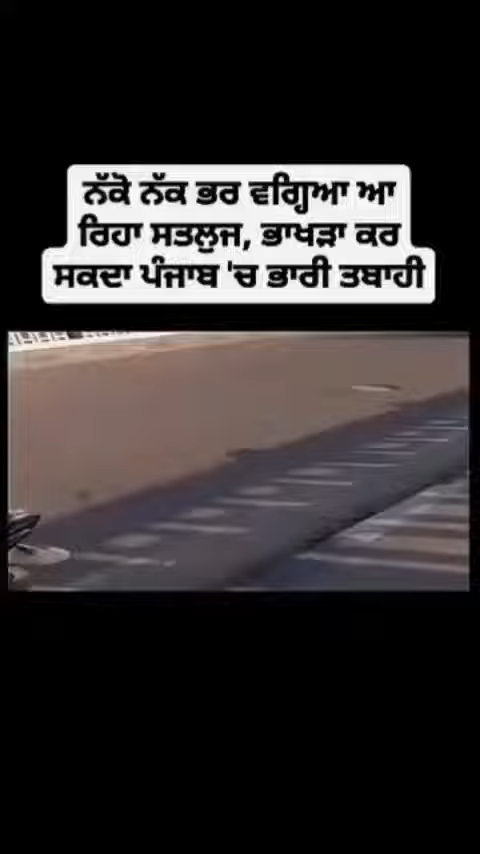 ਨੱਕੋ ਨੱਕ ਭਰ ਵਗ੍ਹਿਆ ਆ
ਰਿਹਾ ਸਤਲੁਜ, ਭਾਖੜਾ ਕਰ
ਸਕਦਾ ਪੰਜਾਬ 'ਚ ਭਾਰੀ ਤਬਾਹੀ